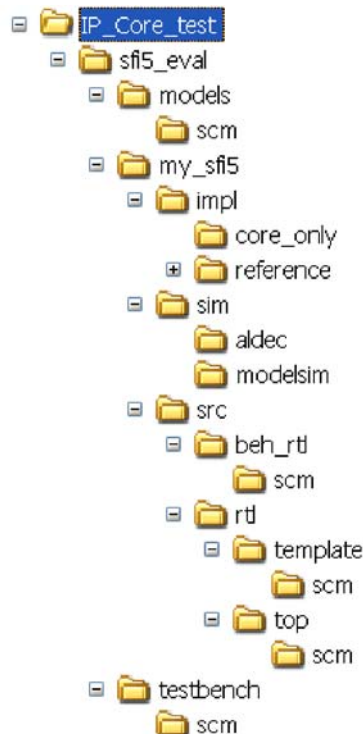 IP_Core_test
sfi5_eval
models
scm
my_sfi5
impl
core_only
reference
sim
aldec
modelsim
src
beh_rtl
scm
rtl
template
scm
top
scm
testbench
scm